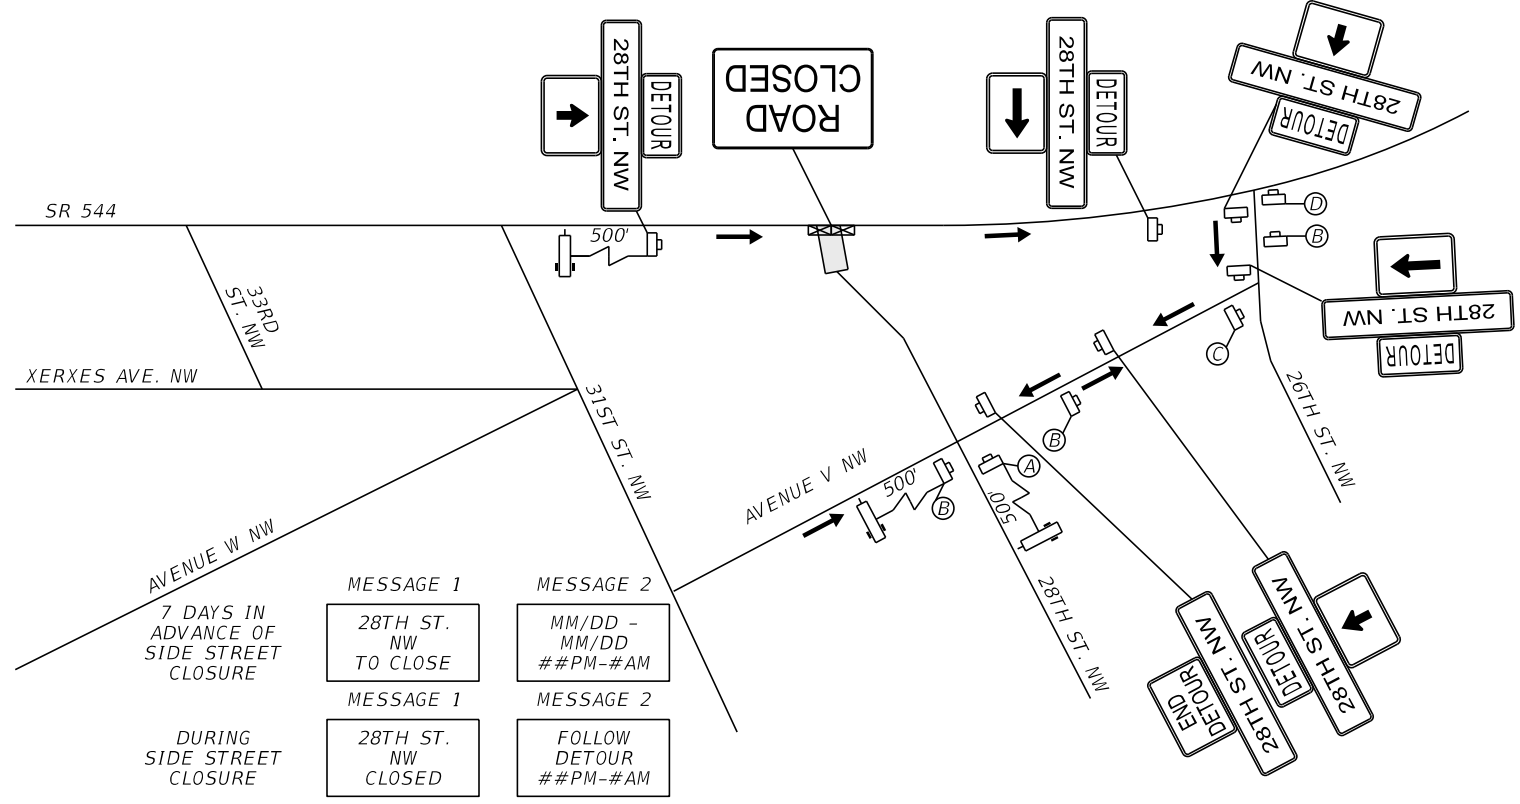 28TH ST. NW
DETOUR
ROAD
CLOSED
28TH ST. NW
DETOUR
28TH ST. NW
DETOUR
SR 544
500'
D
B
33RD
ST. NW
28TH ST. NW
DETOUR
C
XERXES AVE. NW
31ST ST. NW
26TH ST. NW
B
AVENUE V NW
500'
A
B
500'
AVENUE W NW
28TH ST. NW
28TH ST. NW
DETOUR
END
DETOUR
28TH ST. NW
MESSAGE 1
MESSAGE 2
7 DAYS IN
ADVANCE OF
SIDE STREET
CLOSURE
28TH ST.
NW
TO CLOSE
MM/DD -
MM/DD
##PM-#AM
MESSAGE 1
MESSAGE 2
DURING
SIDE STREET
CLOSURE
28TH ST.
NW
CLOSED
FOLLOW
DETOUR
##PM-#AM